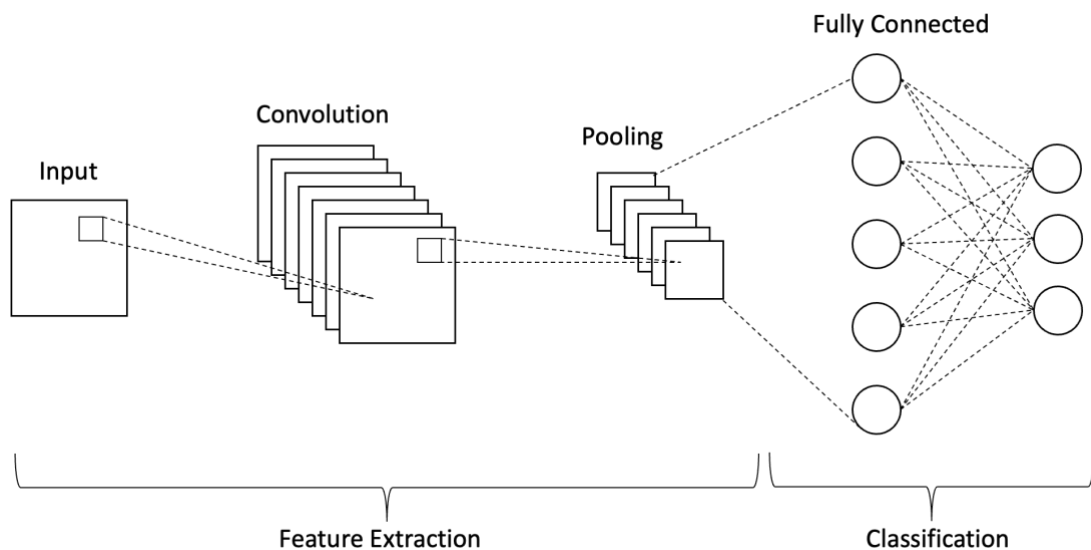 Fully Connected
Convolution
Pooling
Input
Feature Extraction
Classification